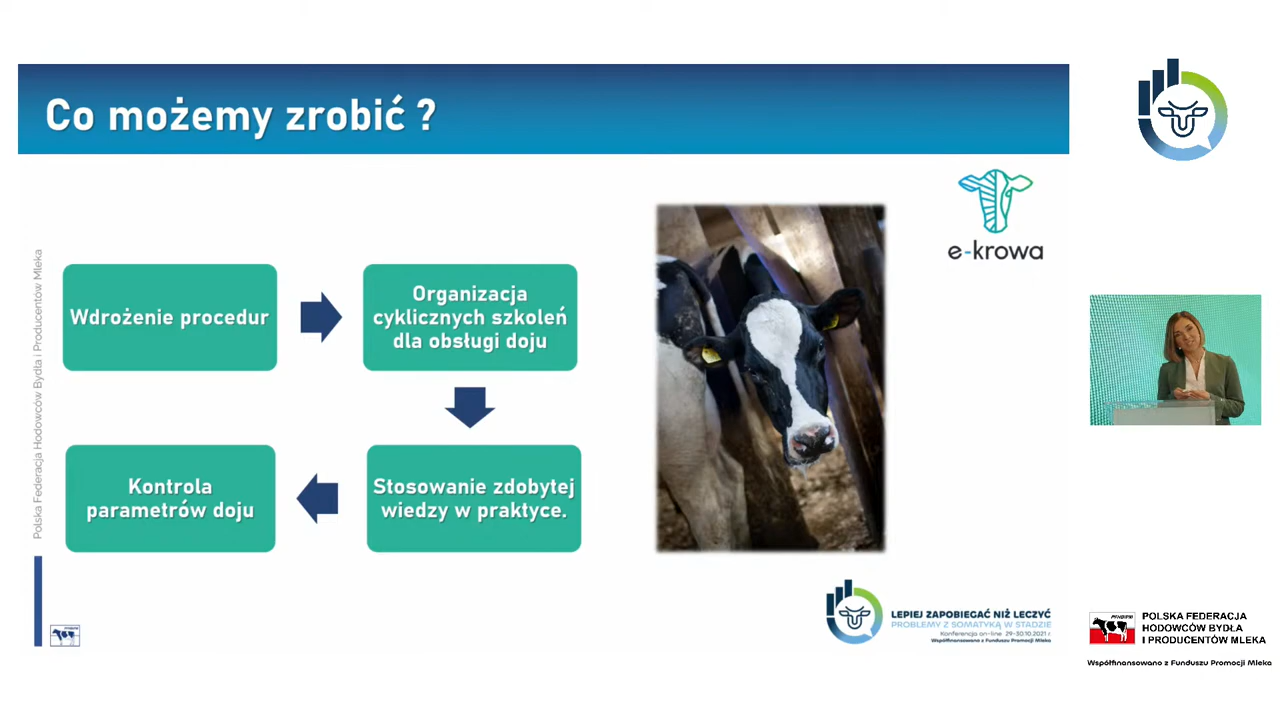 Co możemy zrobić ?
e-krowa
Polska Federacja Hodowców Bydła i Producentów Mleka
Wdrożenie procedur
Organizacja
cyklicznych szkoleń
dla obsługi doju
Kontrola
parametrów doju
Stosowanie zdobytej
wiedzy w praktyce.
LEPIEJ ZAPOBIEGAĆ NIŻ LECZYĆ
PROBLEMY Z SOMATYKĄ W STADZIE
Konferencja on-line 29-30.10.2021 r.
Współfinansowano z Funduszu Promocji Mleka
POLSKA FEDERACJA
HODOWCÓW BYDŁA
I PRODUCENTÓW MLEKA
Współfinansowano z Funduszu Promocji Mleka